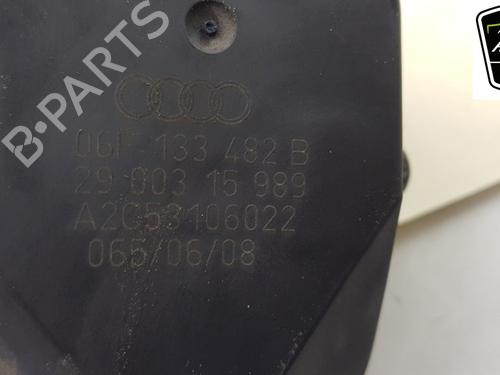 B-PARTS
06F 133 482 B
29 003 15 989
A2C53106022
065/06/08